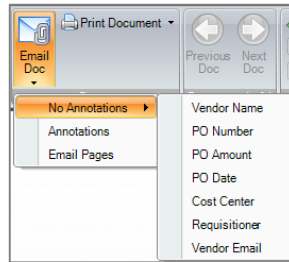 Print Document
Email
Doc
Previous
Doc
Next
Doc
No Annotations
Annotations
Email Pages
Vendor Name
PO Number
PO Amount
PO Date
Cost Center
Requisitioner
Vendor Email